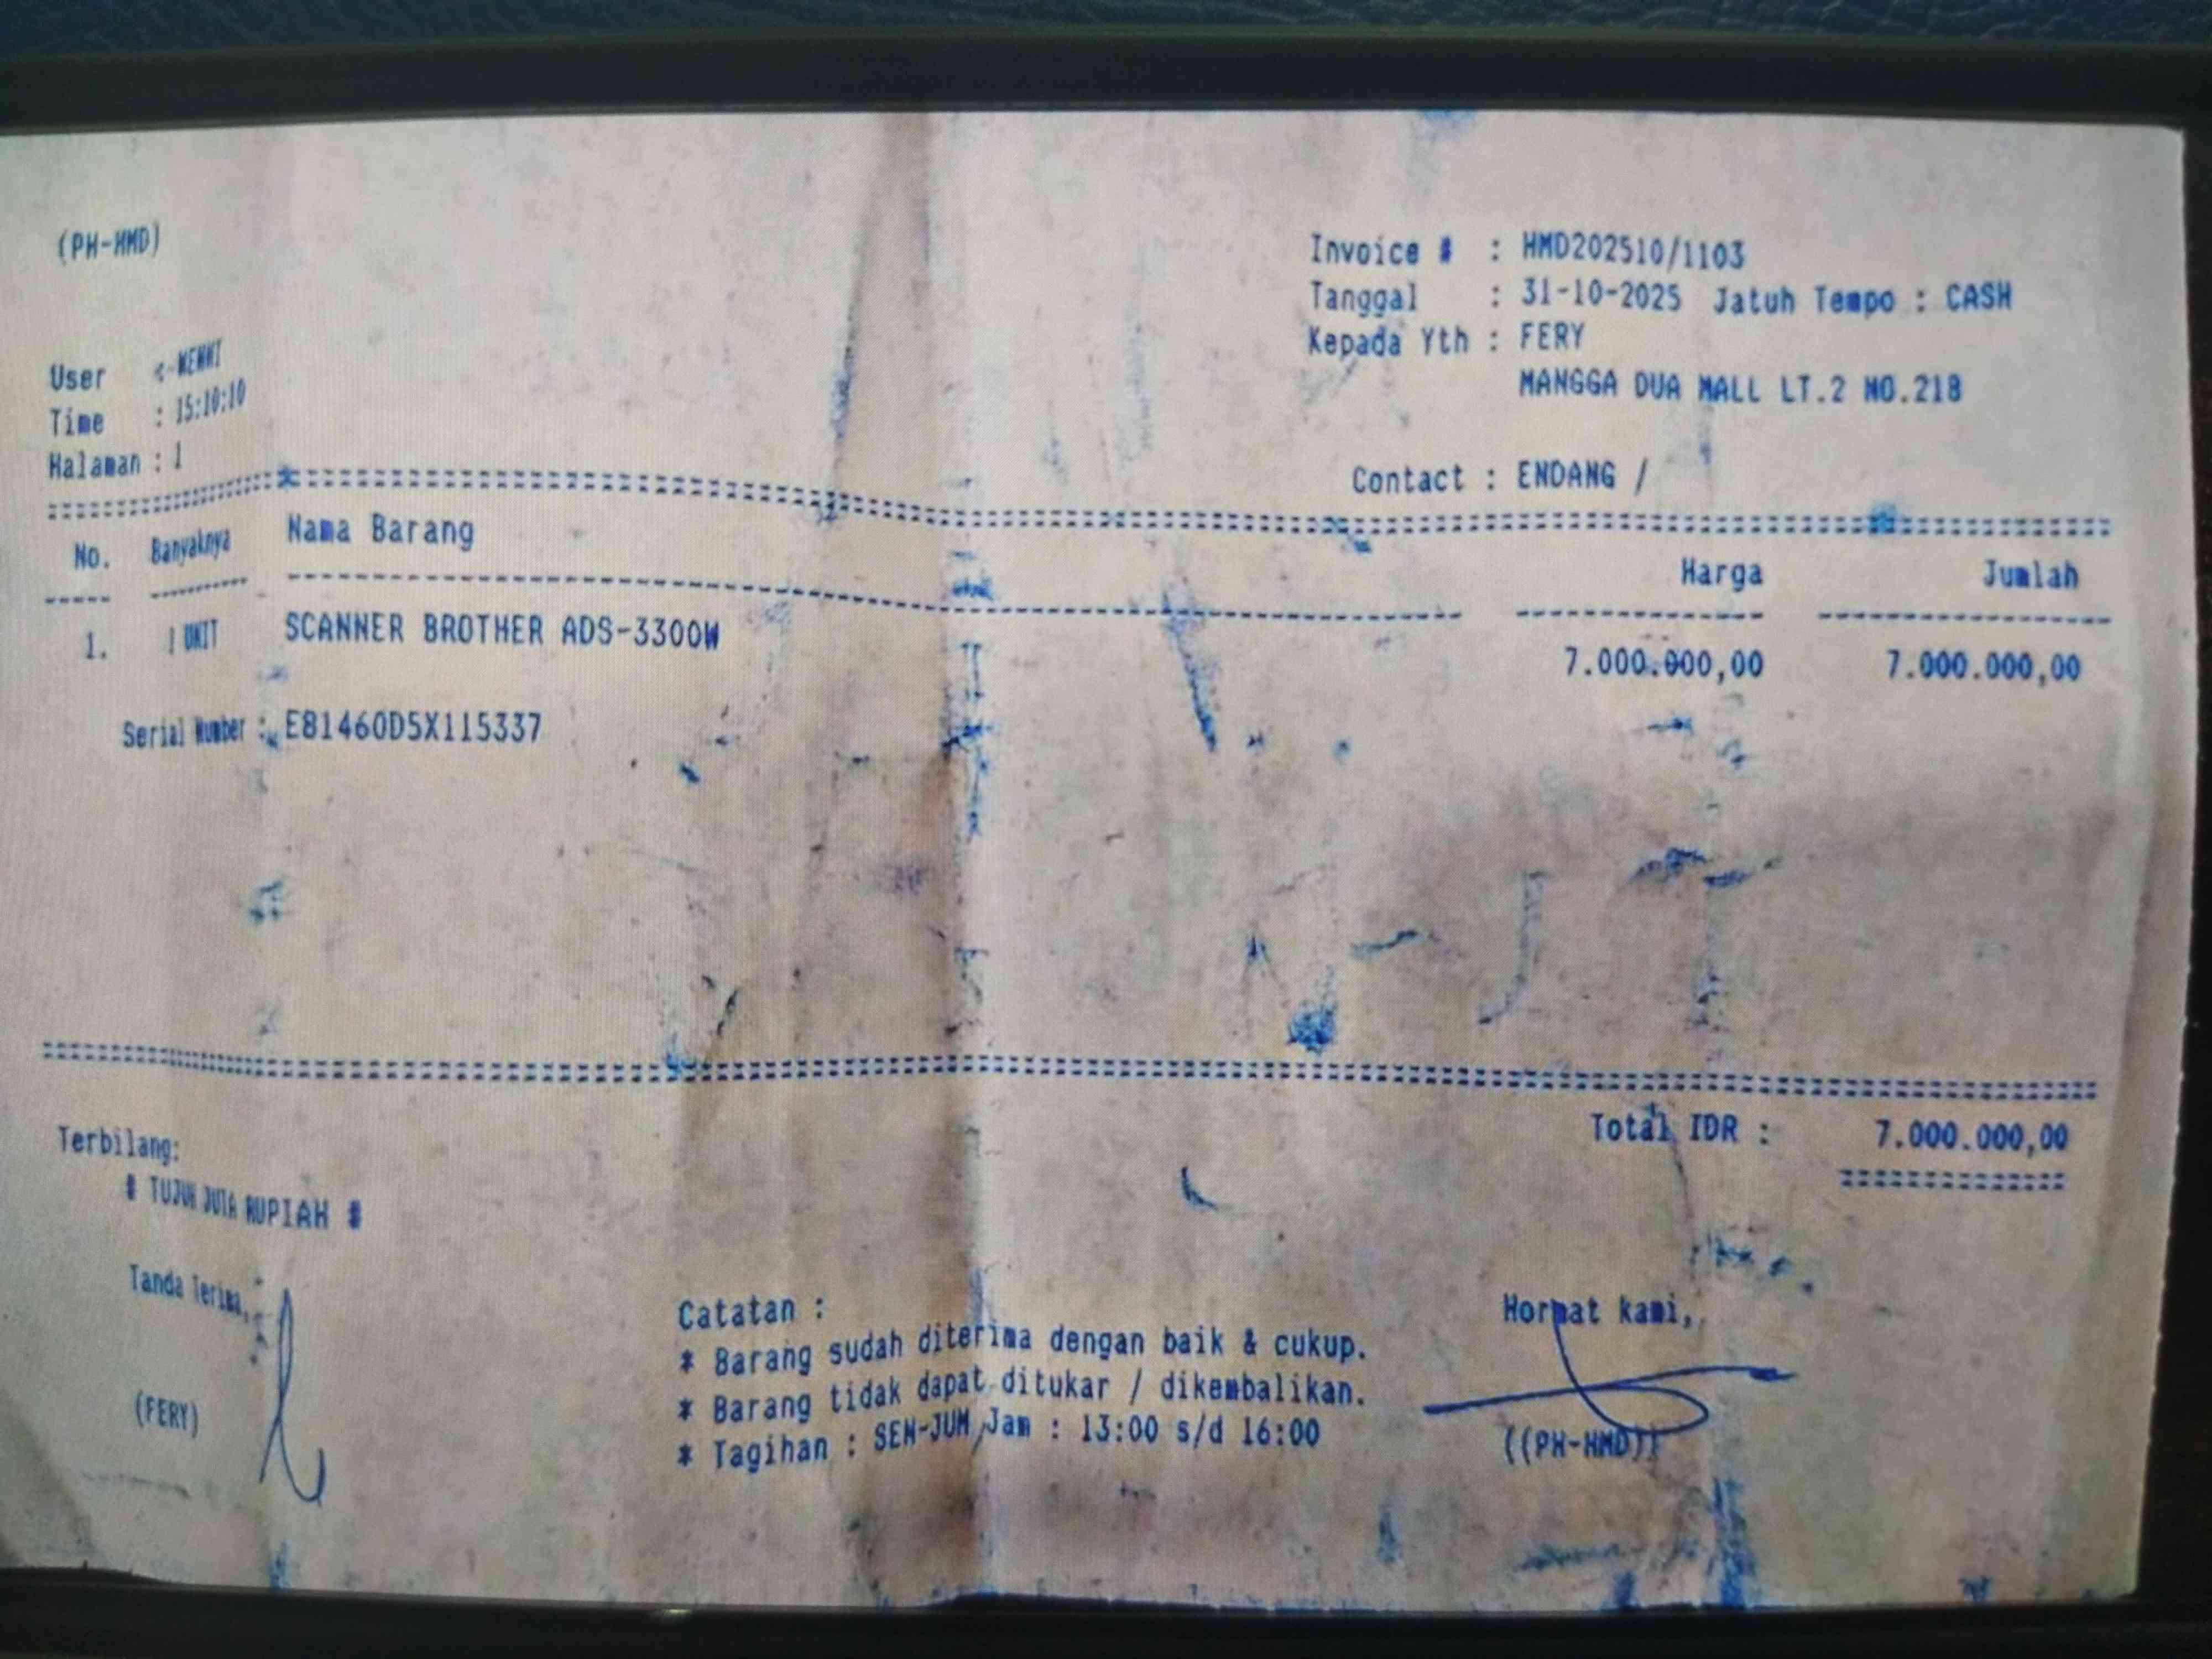 (PH-HMD)
Invoice # : HMD202510/1103
Tanggal : 31-10-2025 Jatuh Tempo : CASH
Kepada Yth : FERY
MANGGA DUA MALL LT.2 NO.218
User :
Time : 15:10:10
Halaman : 1
Contact : ENDANG /
No. Banyaknya Nama Barang Harga Jumlah
1. 1 UNIT SCANNER BROTHER ADS-3300W 7.000.000,00 7.000.000,00
Serial Number : E81460D5X115337
Total IDR : 7.000.000,00
Terbilang:
# TUJUH JUTA RUPIAH #
Tanda Terima,
(FERY)
Catatan :
* Barang sudah diterima dengan baik & cukup.
* Barang tidak dapat ditukar / dikembalikan.
* Tagihan : SEN-JUM Jam : 13:00 s/d 16:00
Hormat kami,
((PH-HMD))